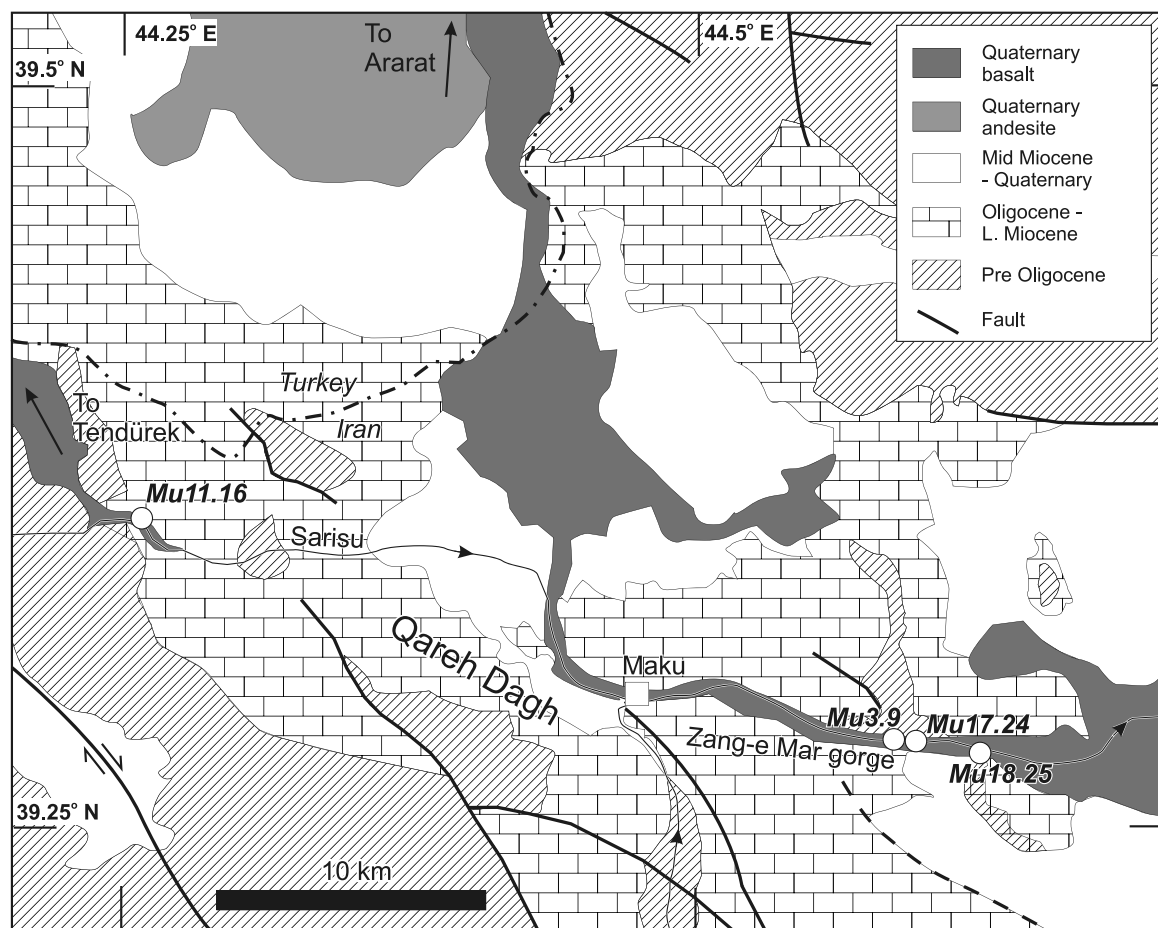 44.25° E
To
Ararat
44.5° E
39.5° N
Quaternary
basalt
Quaternary
andesite
Mid Miocene
- Quaternary
Oligocene -
L. Miocene
Pre Oligocene
Fault
Turkey
Iran
To
Tendürek
Mu11.16
Sarisu
Qareh Dagh
Maku
Mu3.9
Mu17.24
Zang-e Mar gorge
Mu18.25
39.25° N
10 km